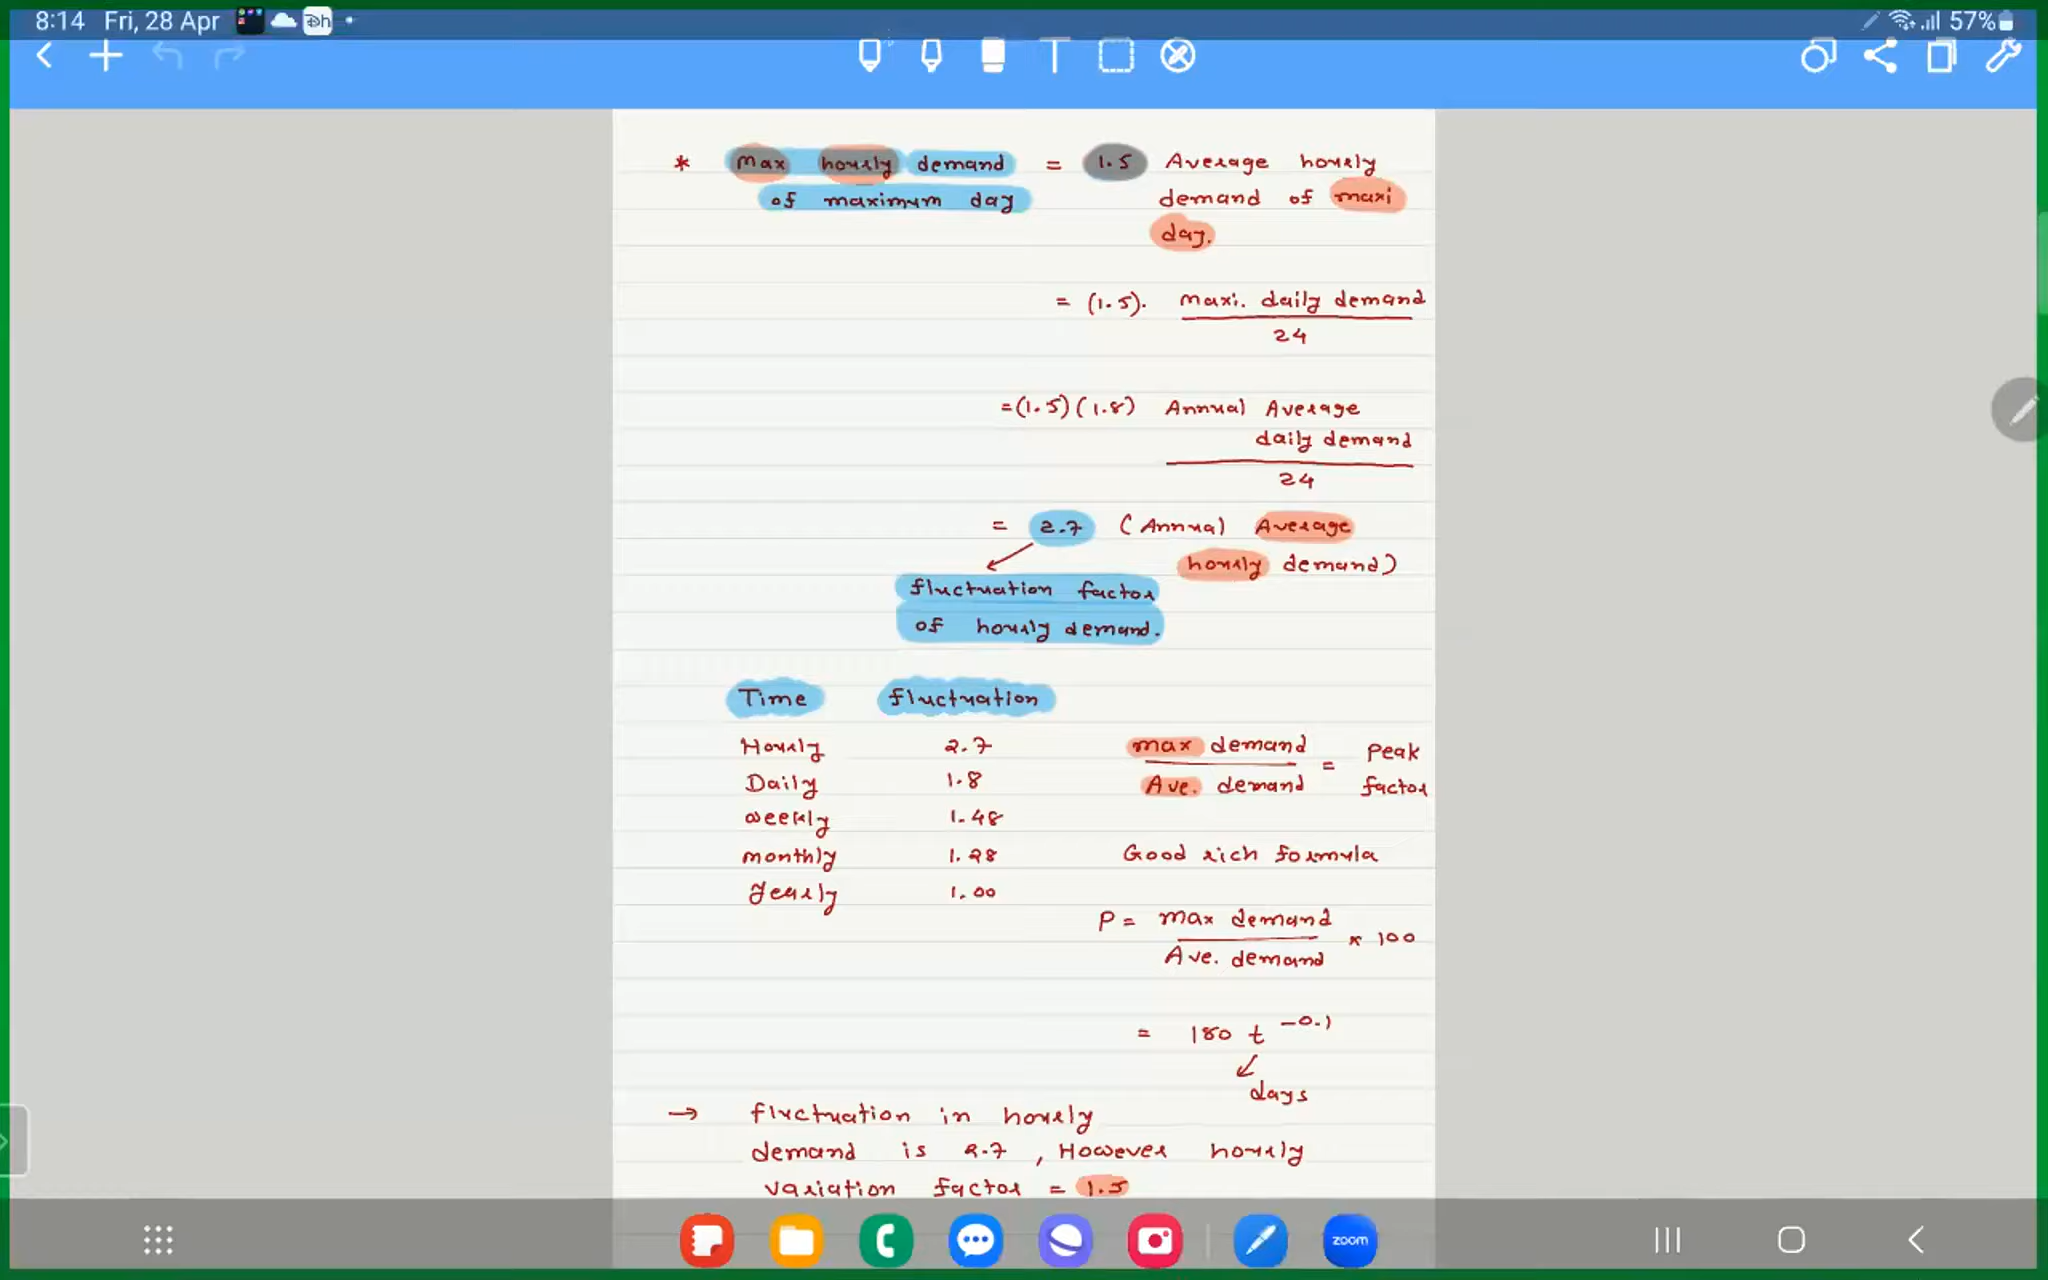 8:14 Fri, 28 Apr
57%
* Max hourly demand = 1.5 Average hourly
of maximum day demand of maxi
day.
= (1.5). maxi. daily demand
24
=(1.5)(1.8) Annual Average
daily demand
24
= 2.7 (Annual Average
hourly demand)
fluctuation factor
of hourly demand.
Time fluctuation
Hourly 2.7
Daily 1.8
weekly 1.48
monthly 1.28
Yearly 1.00
max demand = Peak
Ave. demand factor
Good rich formula
P = max demand × 100
Ave. demand
= 180 t^-0.1
days
→ fluctuation in hourly
demand is 2.7, However hourly
variation factor = 1.5
zoom